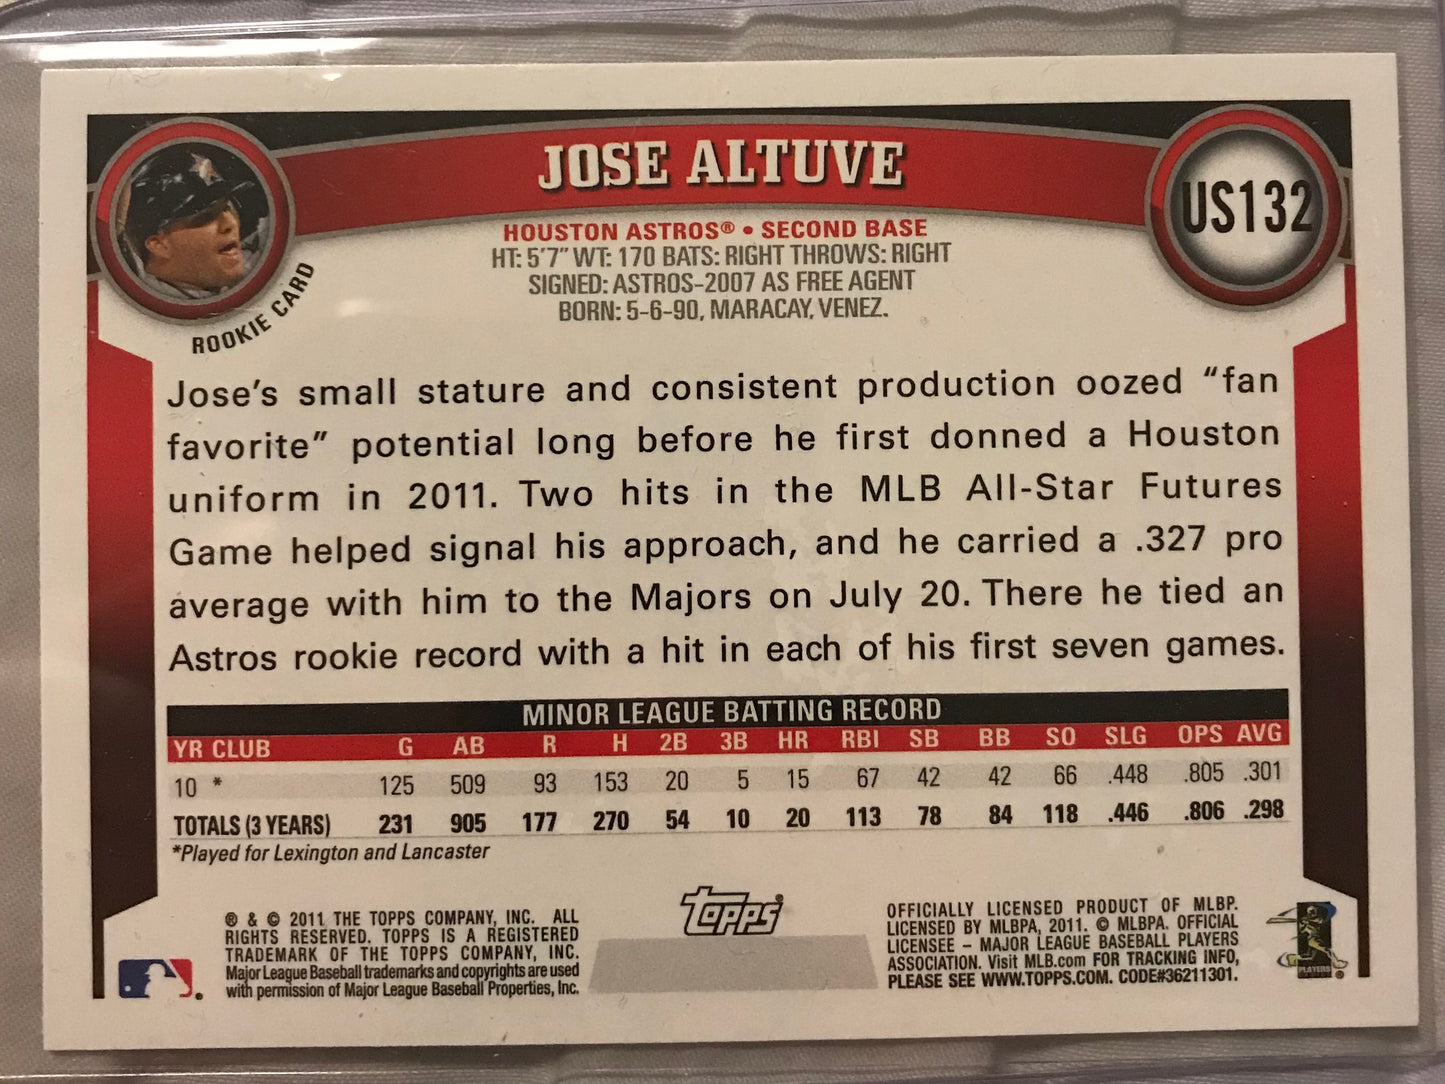 JOSE ALTUVE
US132
HOUSTON ASTROS® • SECOND BASE
HT: 5'7" WT: 170 BATS: RIGHT THROWS: RIGHT
SIGNED: ASTROS-2007 AS FREE AGENT
BORN: 5-6-90, MARACAY, VENEZ.
ROOKIE CARD
Jose's small stature and consistent production oozed “fan
favorite” potential long before he first donned a Houston
uniform in 2011. Two hits in the MLB All-Star Futures
Game helped signal his approach, and he carried a .327 pro
average with him to the Majors on July 20. There he tied an
Astros rookie record with a hit in each of his first seven games.
MINOR LEAGUE BATTING RECORD
YR CLUB G AB R H 2B 3B HR RBI SB BB SO SLG OPS AVG
10 * 125 509 93 153 20 5 15 67 42 42 66 .448 .805 .301
TOTALS (3 YEARS) 231 905 177 270 54 10 20 113 78 84 118 .446 .806 .298
*Played for Lexington and Lancaster
® & © 2011 THE TOPPS COMPANY, INC. ALL
RIGHTS RESERVED. TOPPS IS A REGISTERED
TRADEMARK OF THE TOPPS COMPANY, INC.
Major League Baseball trademarks and copyrights are used
with permission of Major League Baseball Properties, Inc.
Topps®
OFFICIALLY LICENSED PRODUCT OF MLBP.
LICENSED BY MLBPA, 2011. © MLBPA. OFFICIAL
LICENSEE – MAJOR LEAGUE BASEBALL PLAYERS
ASSOCIATION. Visit MLB.com FOR TRACKING INFO,
PLEASE SEE WWW.TOPPS.COM. CODE#36211301.
PLAYERS ®